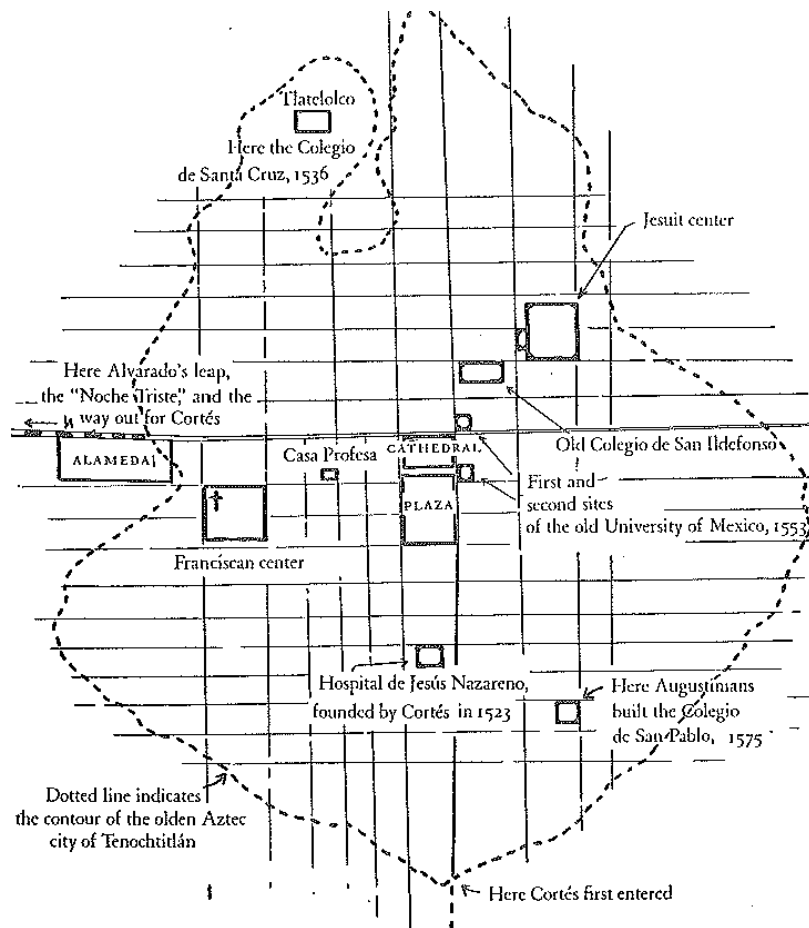 Tlatelolco
Here the Colegio
de Santa Cruz, 1536
Jesuit center
Here Alvarado's leap,
the "Noche Triste," and the
way out for Cortés
ALAMEDA
Casa Profesa
CATHEDRAL
Old Colegio de San Ildefonso
PLAZA
First and
second sites
of the old University of Mexico, 1553
Franciscan center
Hospital de Jesús Nazareno,
founded by Cortés in 1523
Here Augustinians
built the Colegio
de San Pablo, 1575
Dotted line indicates
the contour of the olden Aztec
city of Tenochtitlán
Here Cortés first entered